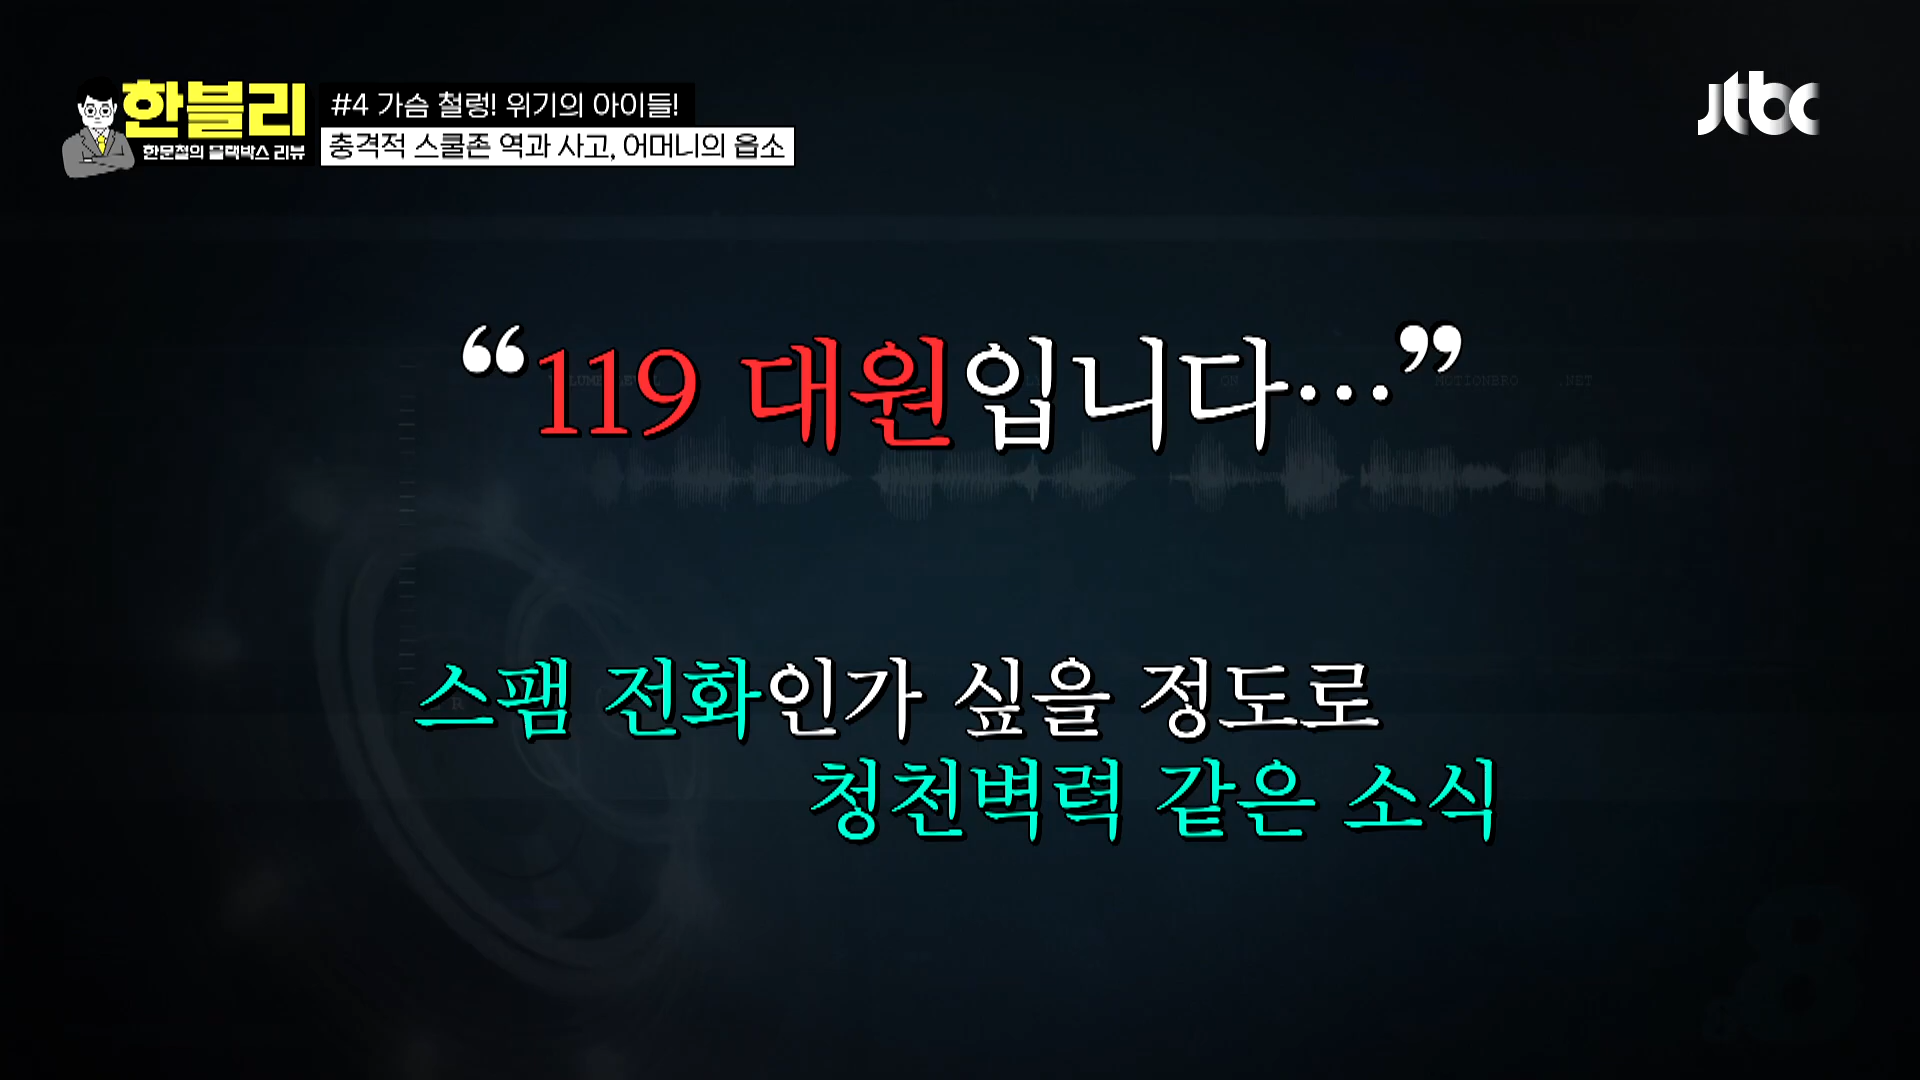 한블리
한문철의 블랙박스 리뷰
#4 가슴 철렁! 위기의 아이들!
충격적 스쿨존 역과 사고, 어머니의 읍소
jtbc
“119 대원입니다…”
스팸 전화인가 싶을 정도로
청천벽력 같은 소식